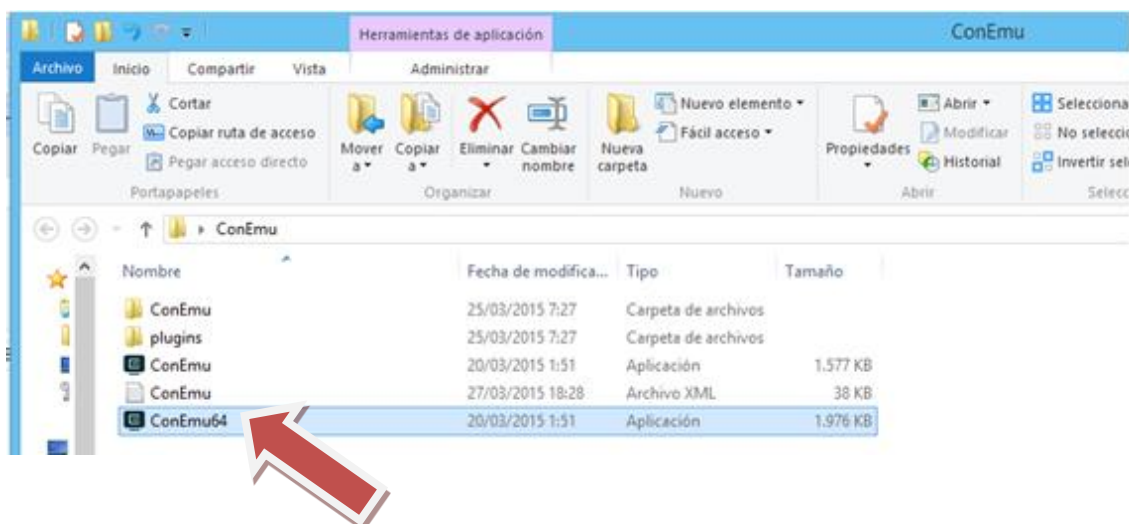 Herramientas de aplicación
ConEmu
Archivo Inicio Compartir Vista Administrar
Copiar
Pegar
Cortar
Copiar ruta de acceso
Pegar acceso directo
Portapapeles
Mover a
Copiar a
Eliminar
Cambiar nombre
Organizar
Nueva carpeta
Nuevo elemento
Fácil acceso
Nuevo
Propiedades
Abrir
Modificar
Historial
Abrir
Selecciona
No selecci
Invertir sel
Selecc
ConEmu
Nombre Fecha de modifica... Tipo Tamaño
ConEmu 25/03/2015 7:27 Carpeta de archivos
plugins 25/03/2015 7:27 Carpeta de archivos
ConEmu 20/03/2015 1:51 Aplicación 1.577 KB
ConEmu 27/03/2015 18:28 Archivo XML 38 KB
ConEmu64 20/03/2015 1:51 Aplicación 1.976 KB